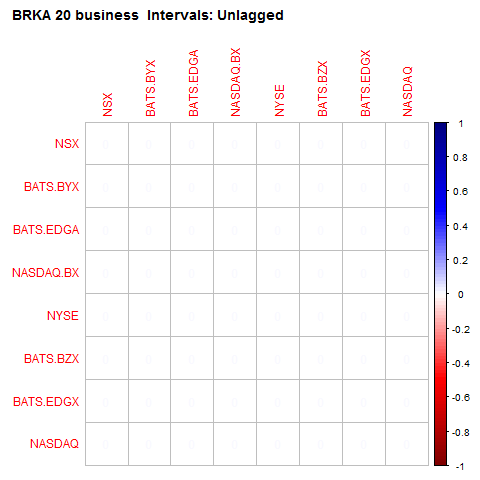 BRKA 20 business  Intervals: Unlagged
NSX
BATS.BYX
BATS.EDGA
NASDAQ.BX
NYSE
BATS.BZX
BATS.EDGX
NASDAQ
NSX 0 0 0 0 0 0 0 0
BATS.BYX 0 0 0 0 0 0 0 0
BATS.EDGA 0 0 0 0 0 0 0 0
NASDAQ.BX 0 0 0 0 0 0 0 0
NYSE 0 0 0 0 0 0 0 0
BATS.BZX 0 0 0 0 0 0 0 0
BATS.EDGX 0 0 0 0 0 0 0 0
NASDAQ 0 0 0 0 0 0 0 0
1
0.8
0.6
0.4
0.2
0
-0.2
-0.4
-0.6
-0.8
-1